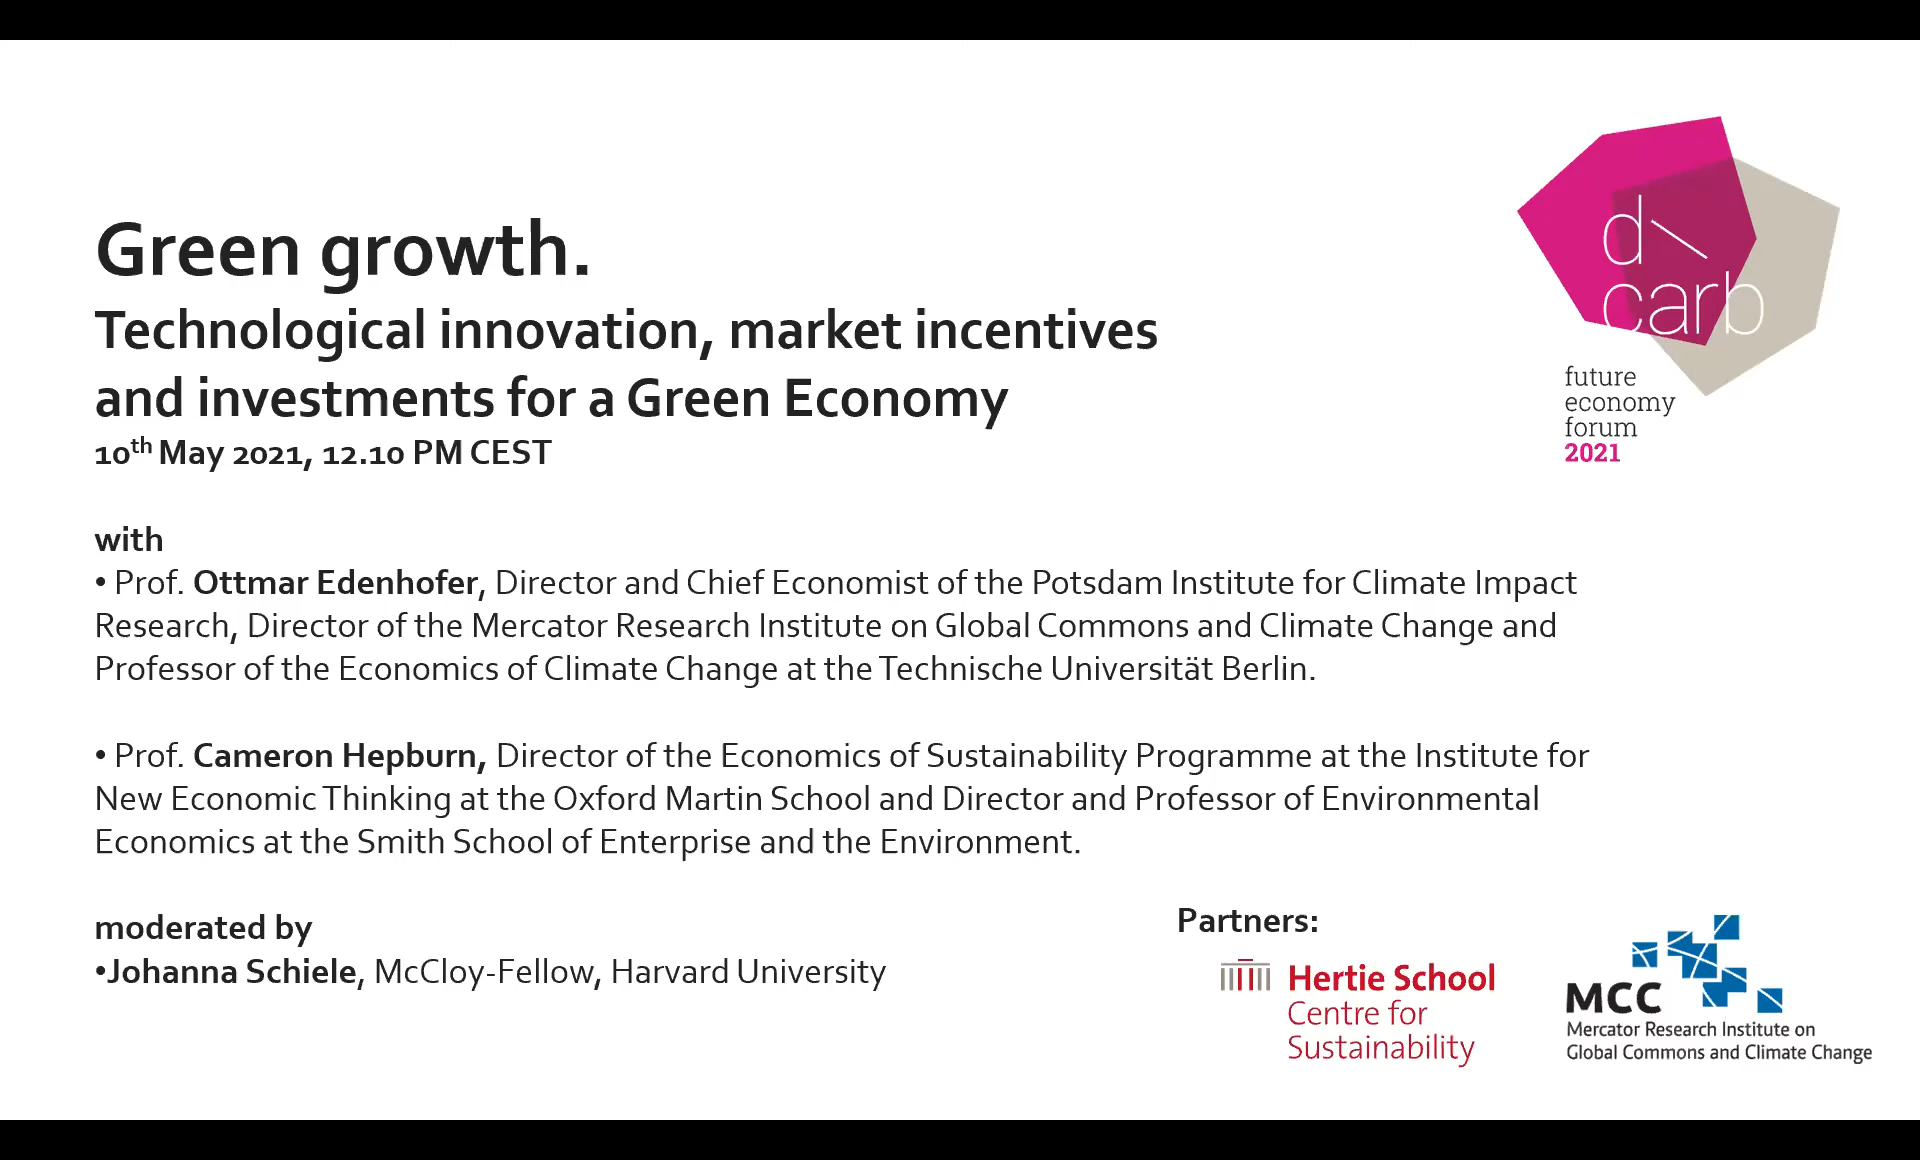 Green growth.
Technological innovation, market incentives
and investments for a Green Economy
10th May 2021, 12.10 PM CEST
d\
carb
future
economy
forum
2021
with
• Prof. Ottmar Edenhofer, Director and Chief Economist of the Potsdam Institute for Climate Impact
Research, Director of the Mercator Research Institute on Global Commons and Climate Change and
Professor of the Economics of Climate Change at the Technische Universität Berlin.
• Prof. Cameron Hepburn, Director of the Economics of Sustainability Programme at the Institute for
New Economic Thinking at the Oxford Martin School and Director and Professor of Environmental
Economics at the Smith School of Enterprise and the Environment.
moderated by
•Johanna Schiele, McCloy-Fellow, Harvard University
Partners:
Hertie School
Centre for
Sustainability
MCC
Mercator Research Institute on
Global Commons and Climate Change